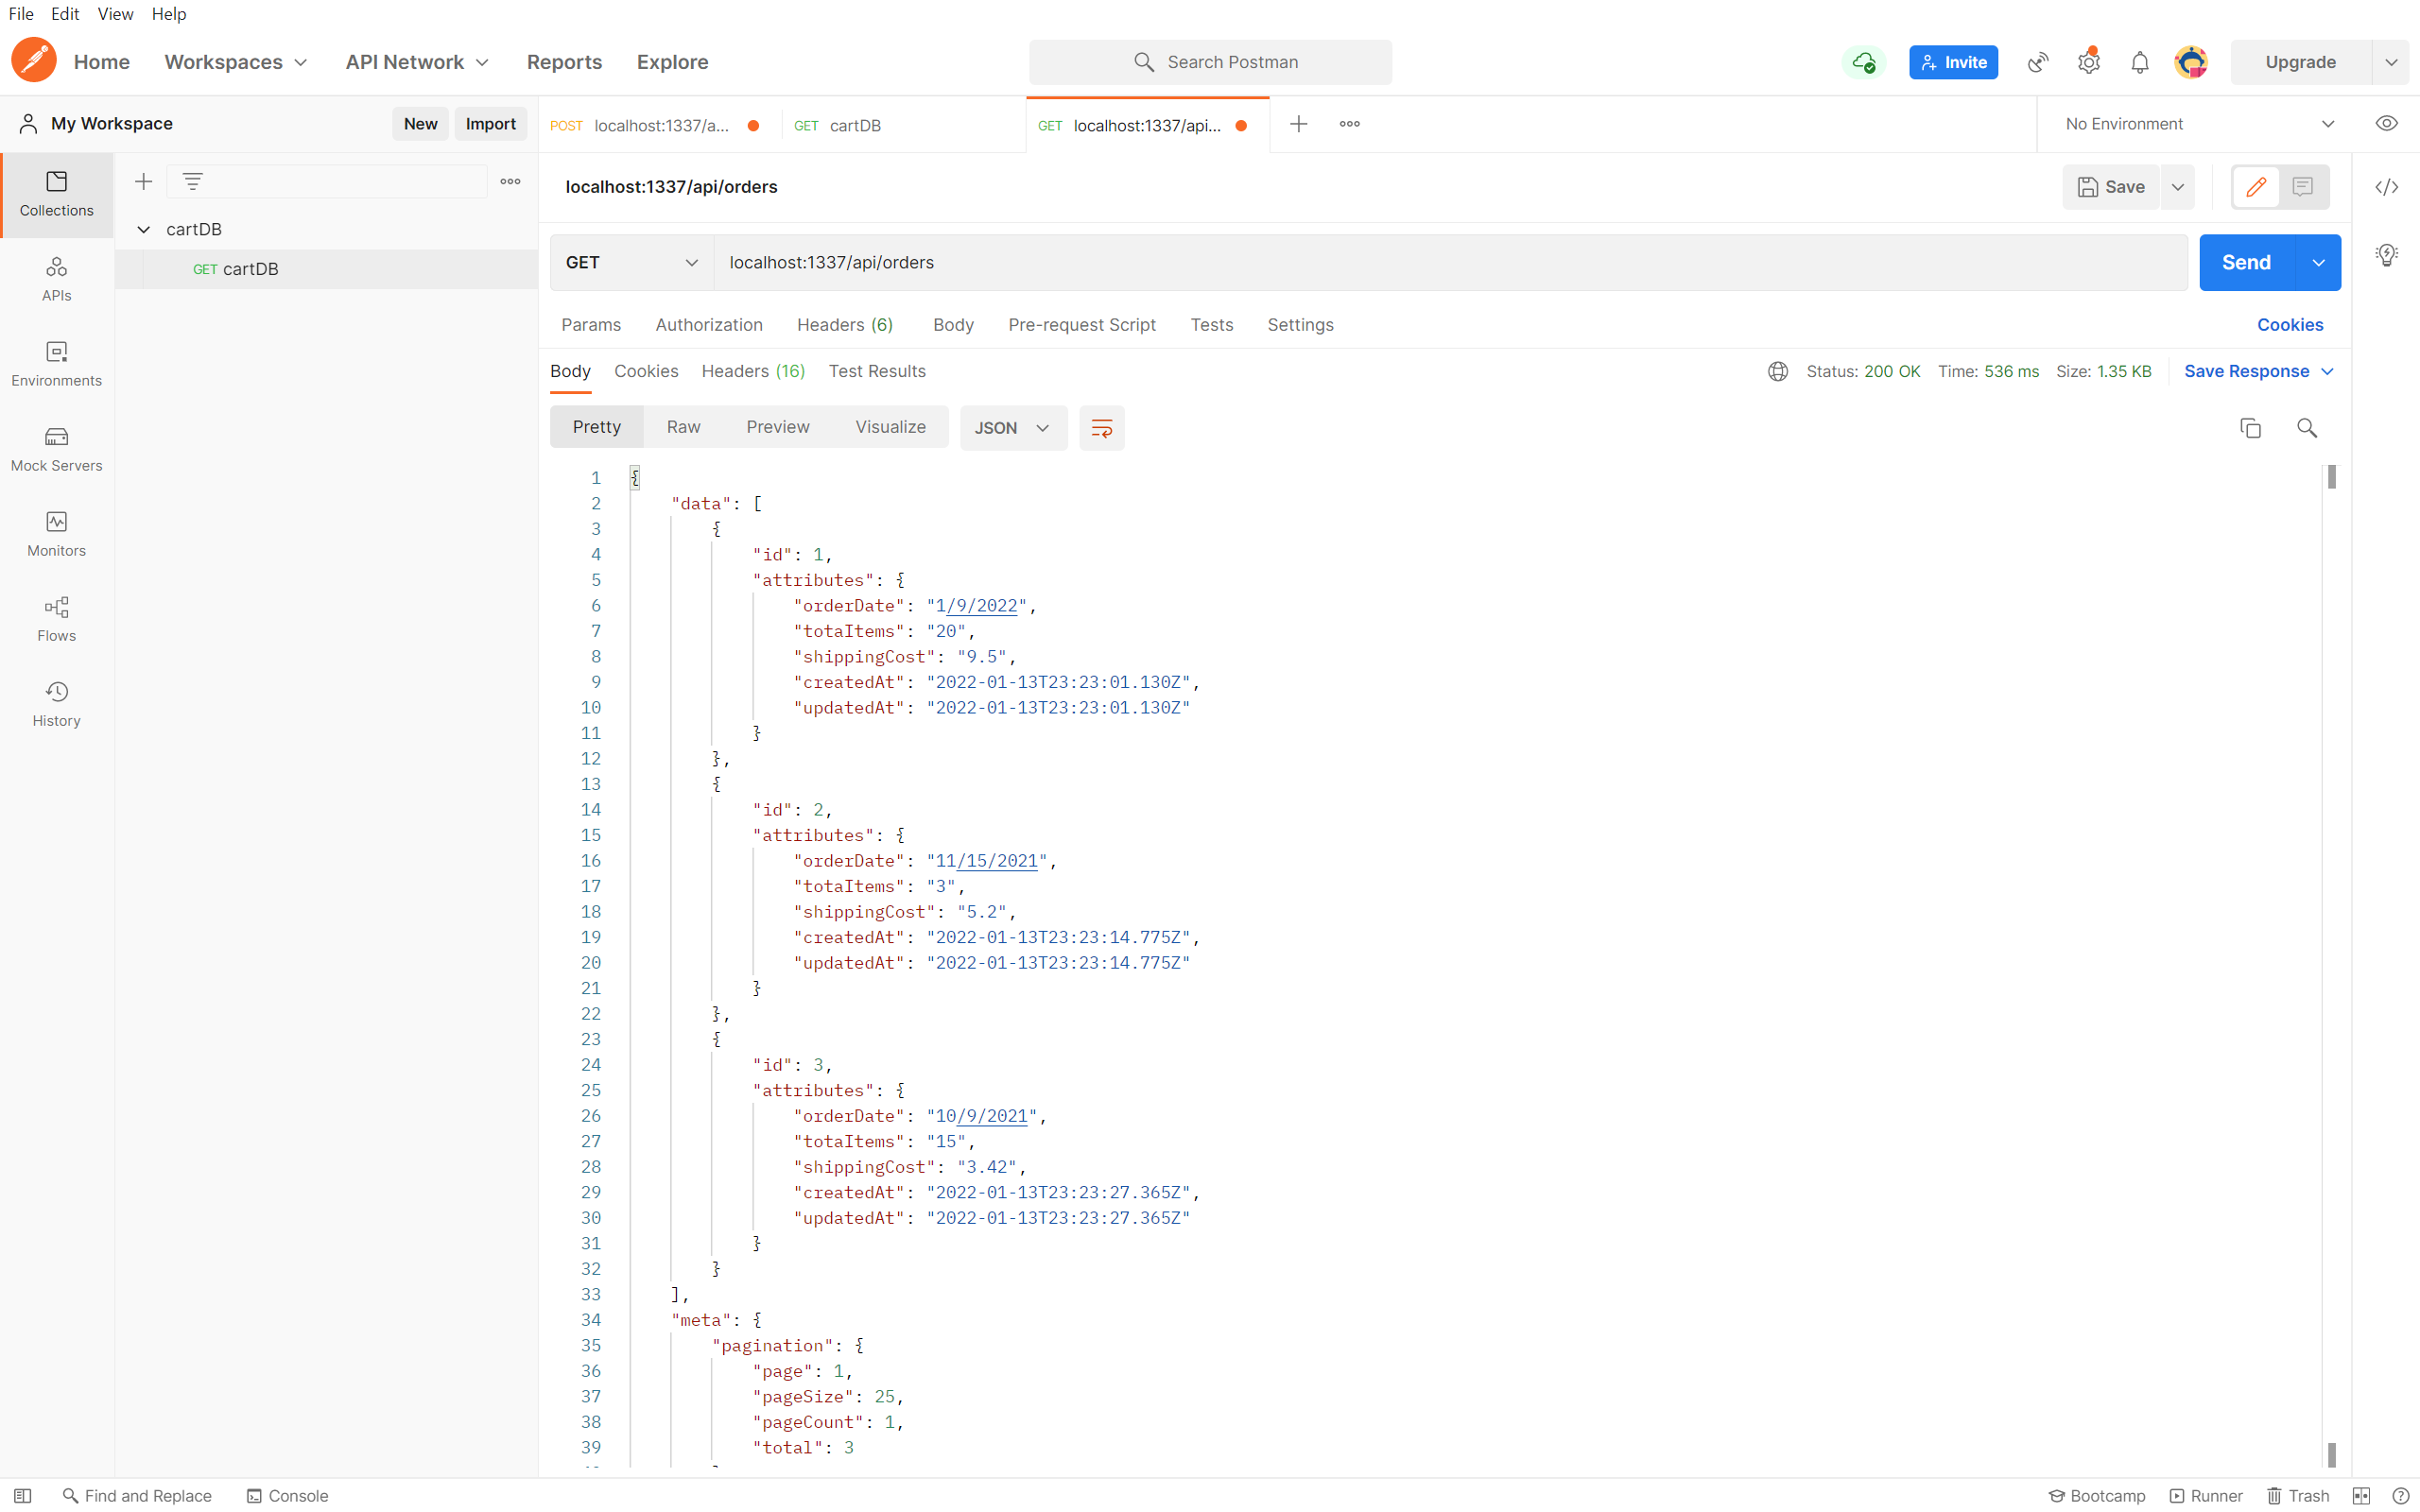 File Edit View Help
Home Workspaces API Network Reports Explore Search Postman Invite Upgrade
My Workspace New Import POST localhost:1337/a... GET cartDB GET localhost:1337/api... No Environment
Collections
APIs
Environments
Mock Servers
Monitors
Flows
History
cartDB
GET cartDB
localhost:1337/api/orders Save
GET localhost:1337/api/orders Send
Params Authorization Headers (6) Body Pre-request Script Tests Settings Cookies
Body Cookies Headers (16) Test Results Status: 200 OK Time: 536 ms Size: 1.35 KB Save Response
Pretty Raw Preview Visualize JSON
1 {
2 "data": [
3 {
4 "id": 1,
5 "attributes": {
6 "orderDate": "1/9/2022",
7 "totaItems": "20",
8 "shippingCost": "9.5",
9 "createdAt": "2022-01-13T23:23:01.130Z",
10 "updatedAt": "2022-01-13T23:23:01.130Z"
11 }
12 },
13 {
14 "id": 2,
15 "attributes": {
16 "orderDate": "11/15/2021",
17 "totaItems": "3",
18 "shippingCost": "5.2",
19 "createdAt": "2022-01-13T23:23:14.775Z",
20 "updatedAt": "2022-01-13T23:23:14.775Z"
21 }
22 },
23 {
24 "id": 3,
25 "attributes": {
26 "orderDate": "10/9/2021",
27 "totaItems": "15",
28 "shippingCost": "3.42",
29 "createdAt": "2022-01-13T23:23:27.365Z",
30 "updatedAt": "2022-01-13T23:23:27.365Z"
31 }
32 }
33 ],
34 "meta": {
35 "pagination": {
36 "page": 1,
37 "pageSize": 25,
38 "pageCount": 1,
39 "total": 3
Find and Replace Console Bootcamp Runner Trash